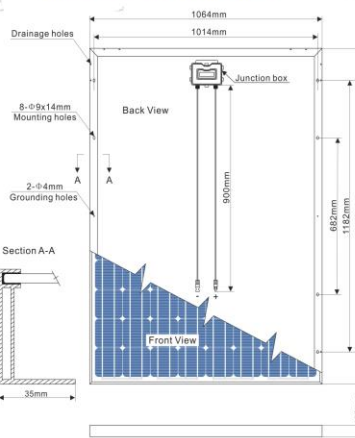 1064mm
1014mm
Drainage holes
Junction box
8-Φ9x14mm
Mounting holes
Back View
A
A
2-Φ4mm
Grounding holes
900mm
682mm
1182mm
Section A-A
- +
Front View
35mm